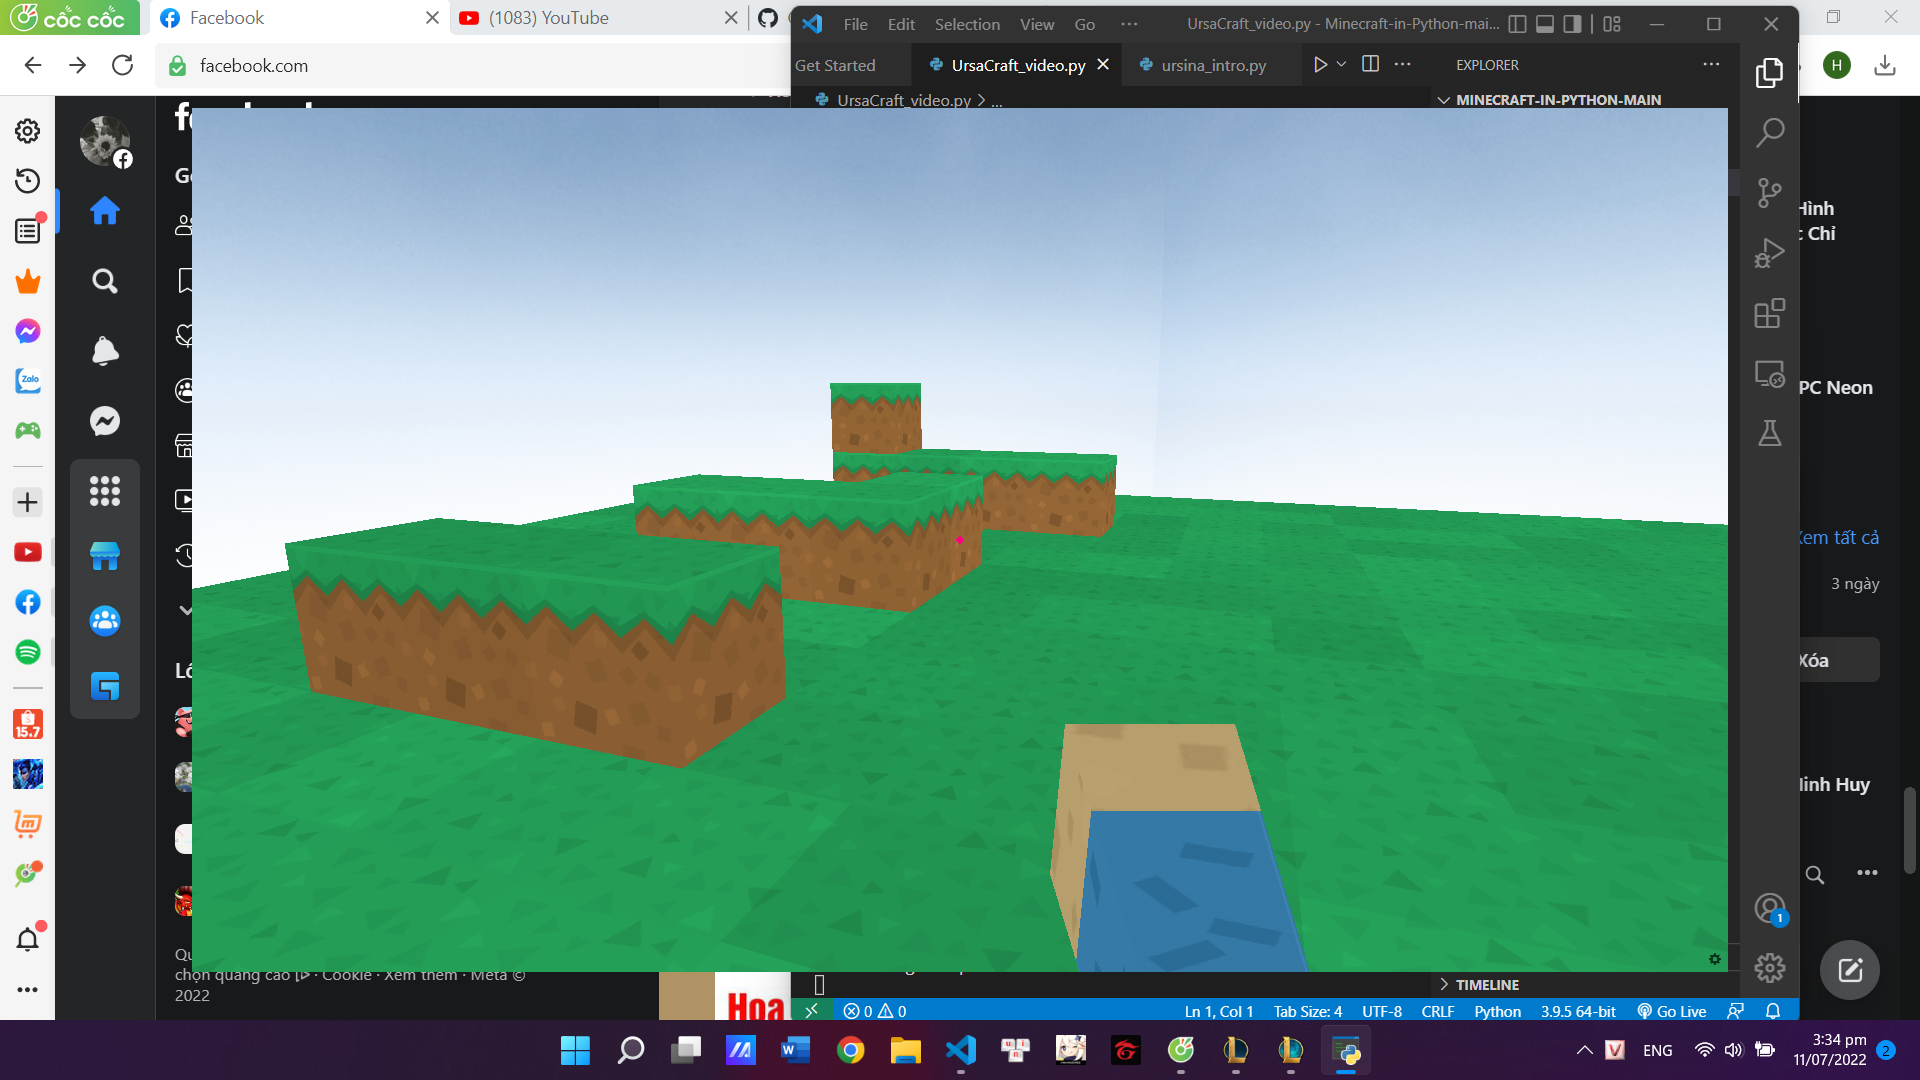 cốc cốc
Facebook
(1083) YouTube
facebook.com
File Edit Selection View Go ...
UrsaCraft_video.py - Minecraft-in-Python-mai...
Get Started
UrsaCraft_video.py
ursina_intro.py
EXPLORER
UrsaCraft_video.py > ...
MINECRAFT-IN-PYTHON-MAIN
Chỉ
PC Neon
Xem tất cả
3 ngày
Xóa
Huy
Zalo
15.7
chọn quảng cáo · Cookie · Xem thêm · Meta ©
2022
Hoa
TIMELINE
1
0 0
Ln 1, Col 1
Tab Size: 4
UTF-8
CRLF
Python
3.9.5 64-bit
Go Live
H
ENG
3:34 pm
11/07/2022
2